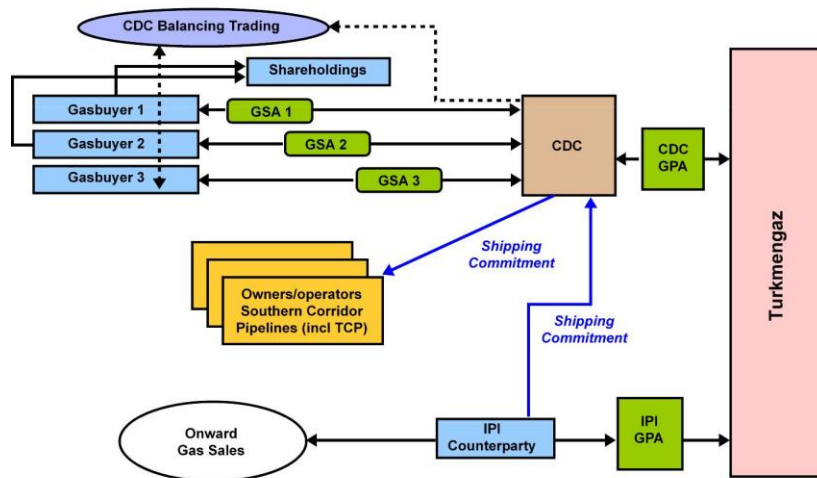 CDC Balancing Trading
Shareholdings
Gasbuyer 1
GSA 1
Gasbuyer 2
GSA 2
CDC
CDC
GPA
Gasbuyer 3
GSA 3
Shipping
Commitment
Owners/operators
Southern Corridor
Pipelines (incl TCP)
Shipping
Commitment
Turkmengaz
Onward
Gas Sales
IPI
Counterparty
IPI
GPA